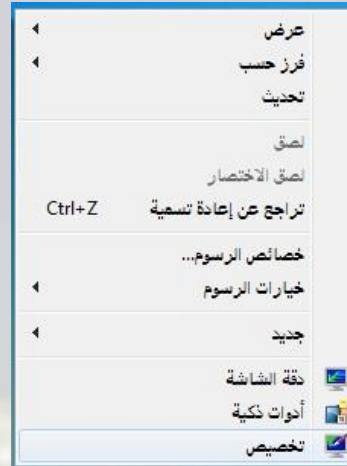 عرض
فرز حسب
تحديث
لصق
لصق الاختصار
تراجع عن إعادة تسمية Ctrl+Z
خصائص الرسوم...
خيارات الرسوم
جديد
دقة الشاشة
أدوات ذكية
تخصيص